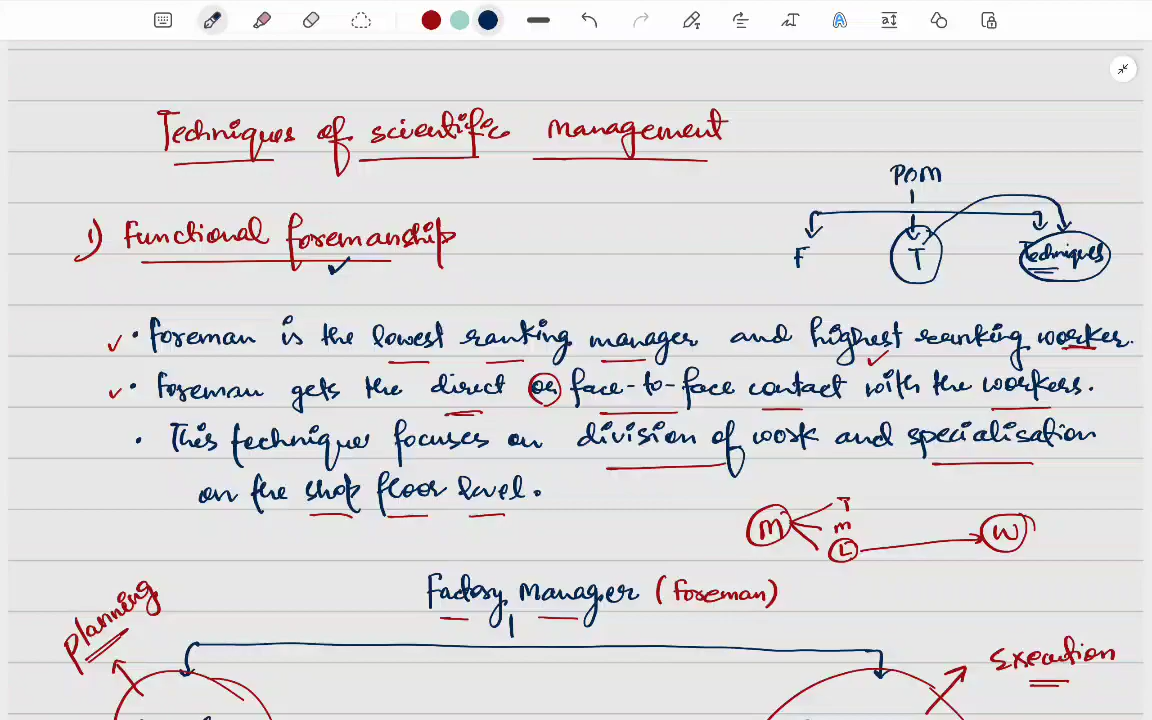 Techniques of scientific management
POM
F
T
Techniques
1) Functional foremanship
• Foreman is the lowest ranking manager and highest ranking worker.
• Foreman gets the direct or face-to-face contact with the workers.
• This technique focuses on division of work and specialisation
on the shop floor level.
M
T
m
L
W
Factory Manager (Foreman)
planning
Execution